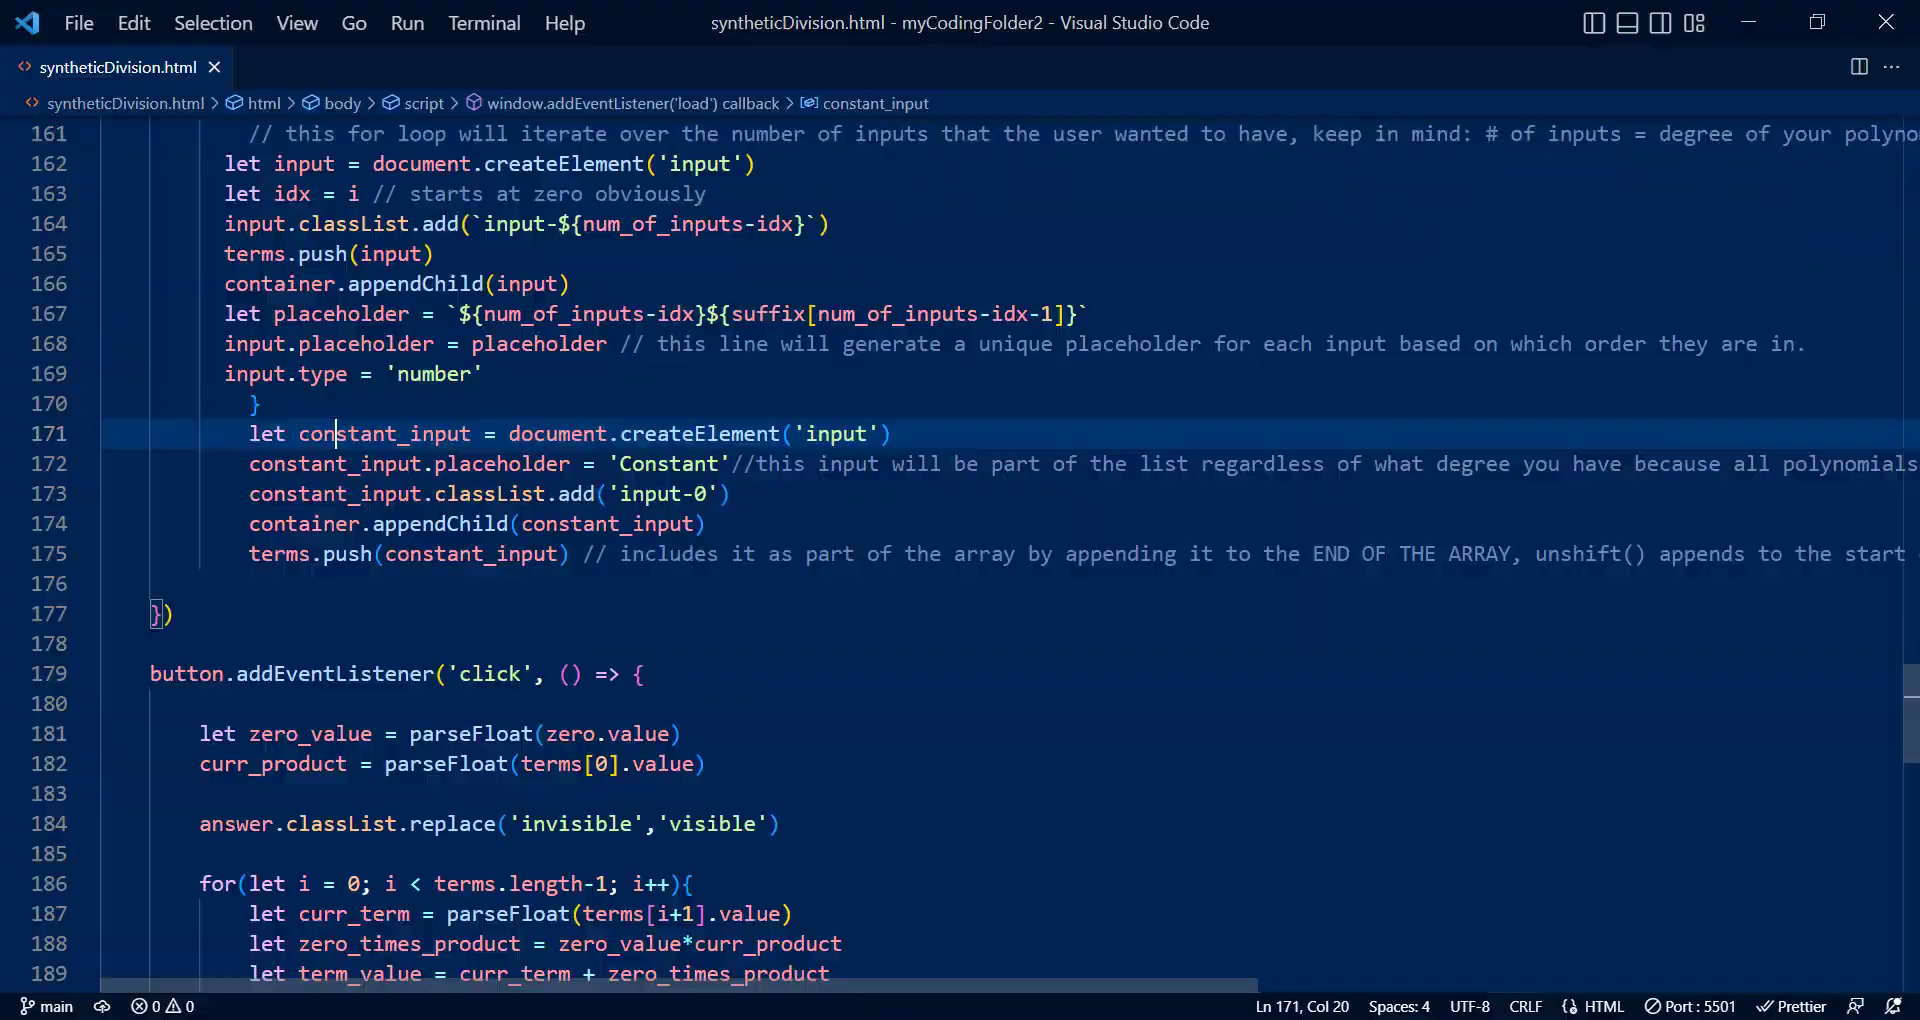 File Edit Selection View Go Run Terminal Help syntheticDivision.html - myCodingFolder2 - Visual Studio Code
syntheticDivision.html
syntheticDivision.html > html > body > script > window.addEventListener('load') callback > constant_input
161 // this for loop will iterate over the number of inputs that the user wanted to have, keep in mind: # of inputs = degree of your polyno
162 let input = document.createElement('input')
163 let idx = i // starts at zero obviously
164 input.classList.add(`input-${num_of_inputs-idx}`)
165 terms.push(input)
166 container.appendChild(input)
167 let placeholder = `${num_of_inputs-idx}${suffix[num_of_inputs-idx-1]}`
168 input.placeholder = placeholder // this line will generate a unique placeholder for each input based on which order they are in.
169 input.type = 'number'
170 }
171 let constant_input = document.createElement('input')
172 constant_input.placeholder = 'Constant'//this input will be part of the list regardless of what degree you have because all polynomials
173 constant_input.classList.add('input-0')
174 container.appendChild(constant_input)
175 terms.push(constant_input) // includes it as part of the array by appending it to the END OF THE ARRAY, unshift() appends to the start
176
177 })
178
179 button.addEventListener('click', () => {
180
181 let zero_value = parseFloat(zero.value)
182 curr_product = parseFloat(terms[0].value)
183
184 answer.classList.replace('invisible','visible')
185
186 for(let i = 0; i < terms.length-1; i++){
187 let curr_term = parseFloat(terms[i+1].value)
188 let zero_times_product = zero_value*curr_product
189 let term_value = curr_term + zero_times_product
main 0 0 Ln 171, Col 20 Spaces: 4 UTF-8 CRLF HTML Port : 5501 Prettier